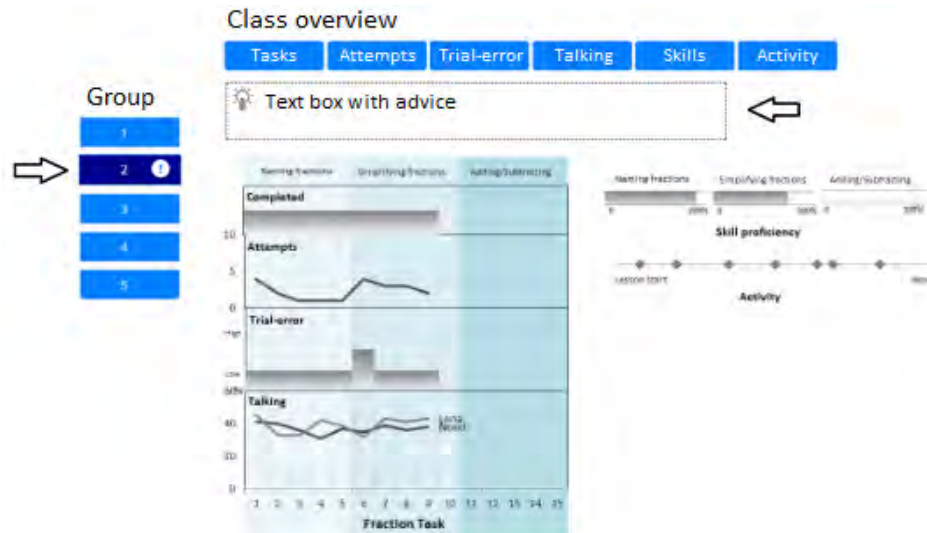 Class overview
Tasks Attempts Trial-error Talking Skills Activity
Group
Text box with advice
1
2 !
3
4
5
Naming fractions Simplifying fractions Adding/Subtracting
Completed
10
Attempts
5
0
Trial-error
Low
Talking
40
20
0
1 2 3 4 5 6 7 8 9 10 11 12 13 14 15
Fraction Task
Naming fractions Simplifying fractions Adding/Subtracting
0 100% 0 100% 0 100%
Skill proficiency
Lesson start
Activity